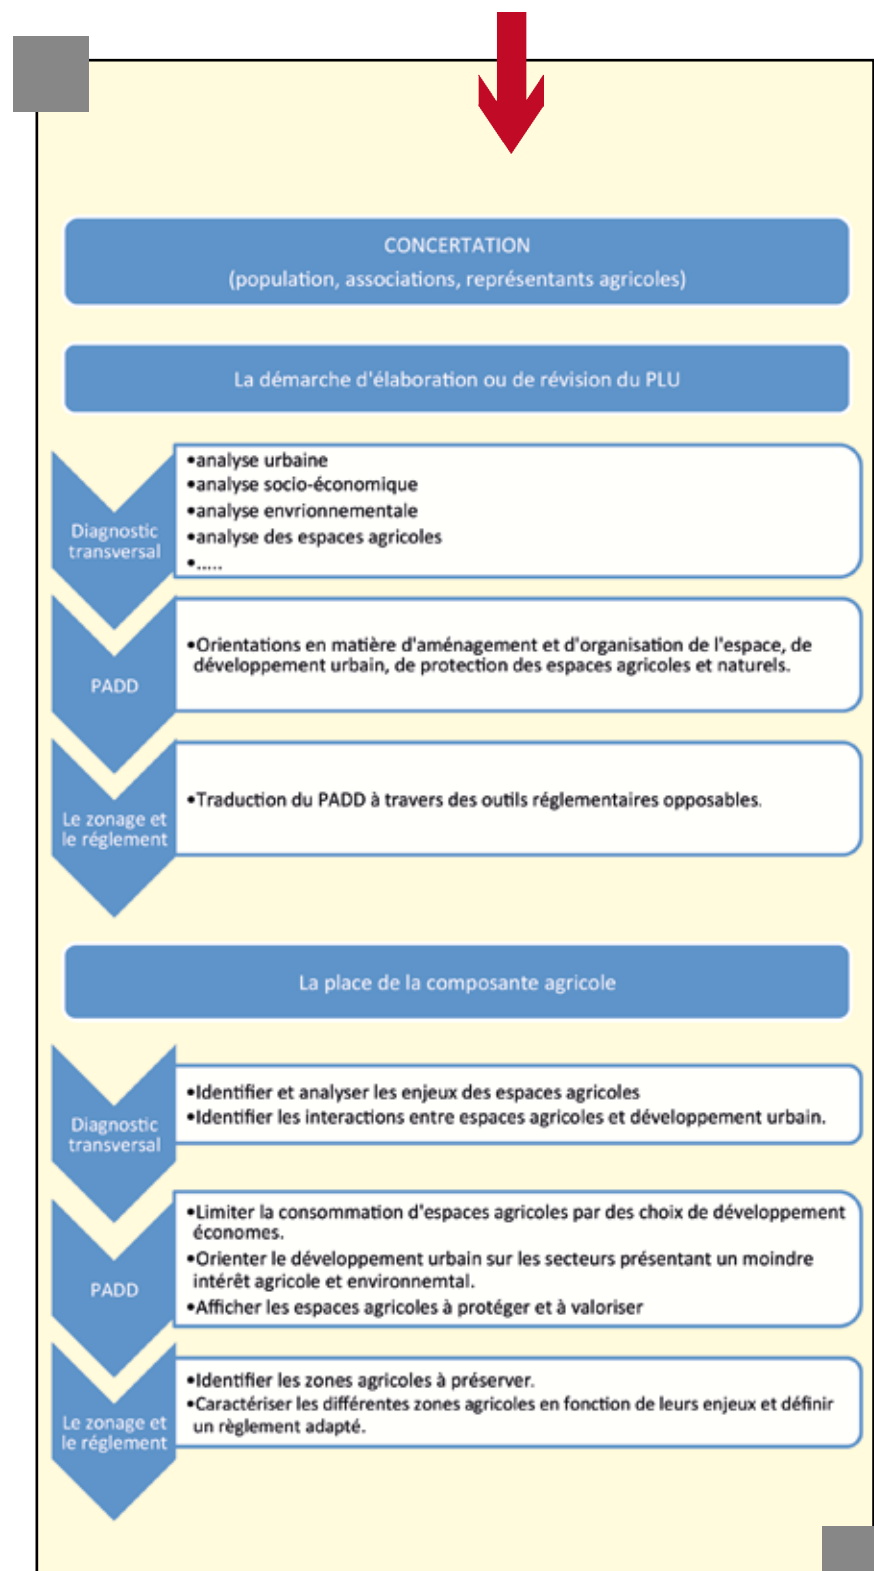 CONCERTATION
(population, associations, représentants agricoles)
La démarche d'élaboration ou de révision du PLU
Diagnostic
transversal
•analyse urbaine
•analyse socio-économique
•analyse envrionnementale
•analyse des espaces agricoles
•.....
PADD
•Orientations en matière d'aménagement et d'organisation de l'espace, de
développement urbain, de protection des espaces agricoles et naturels.
Le zonage et
le réglement
•Traduction du PADD à travers des outils réglementaires opposables.
La place de la composante agricole
Diagnostic
transversal
•Identifier et analyser les enjeux des espaces agricoles
•Identifier les interactions entre espaces agricoles et développement urbain.
PADD
•Limiter la consommation d'espaces agricoles par des choix de développement
économes.
•Orienter le développement urbain sur les secteurs présentant un moindre
intérêt agricole et environnemtal.
•Afficher les espaces agricoles à protéger et à valoriser
Le zonage et
le réglement
•Identifier les zones agricoles à préserver.
•Caractériser les différentes zones agricoles en fonction de leurs enjeux et définir
un règlement adapté.